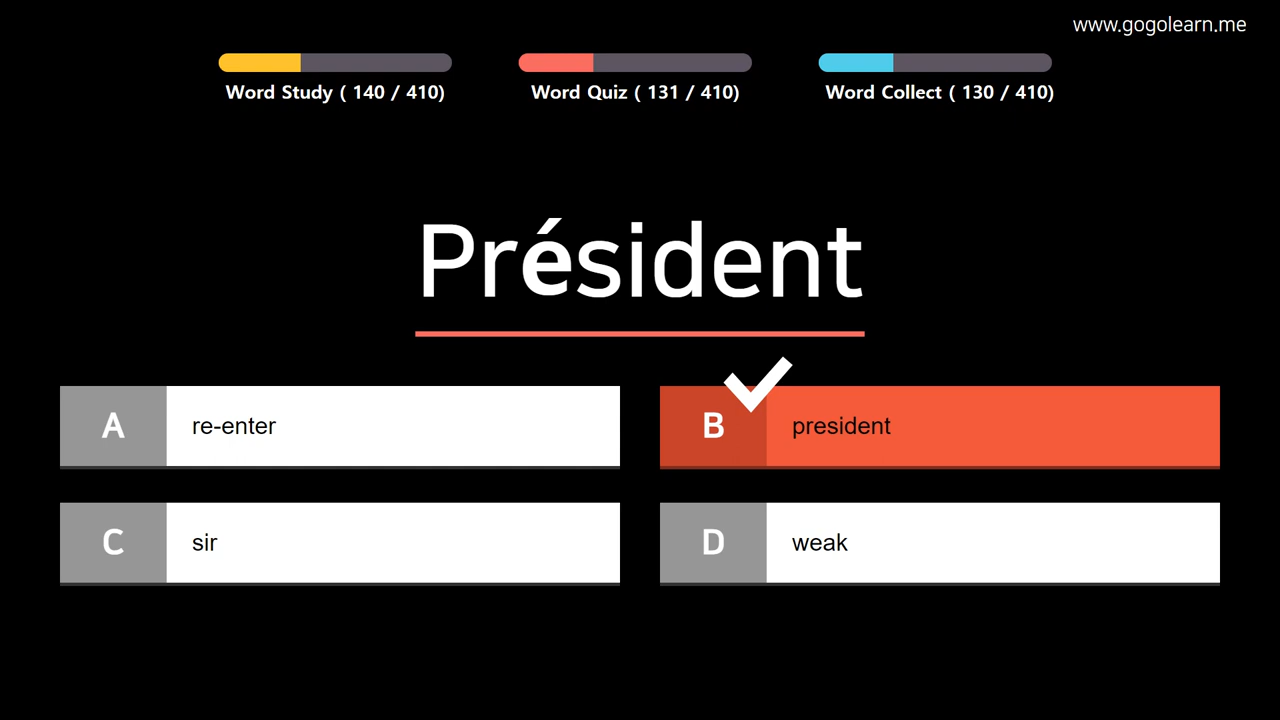 www.gogolearn.me
Word Study ( 140 / 410)
Word Quiz ( 131 / 410)
Word Collect ( 130 / 410)
Président
A re-enter
B president
C sir
D weak